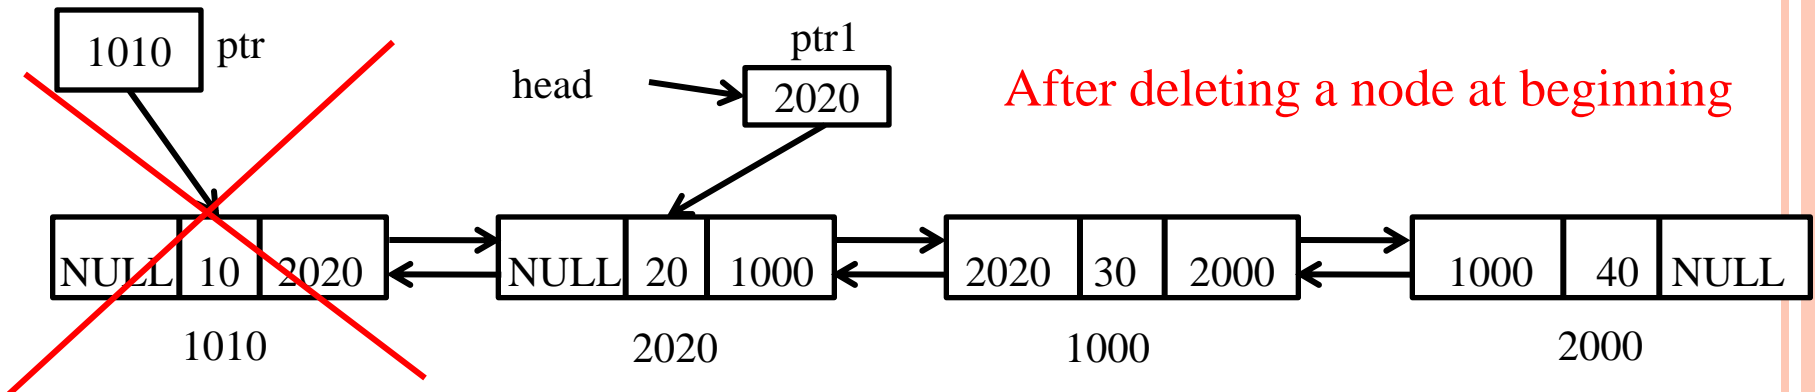 1010 ptr
ptr1
head
2020
After deleting a node at beginning
NULL 10 2020
NULL 20 1000
2020 30 2000
1000 40 NULL
1010
2020
1000
2000